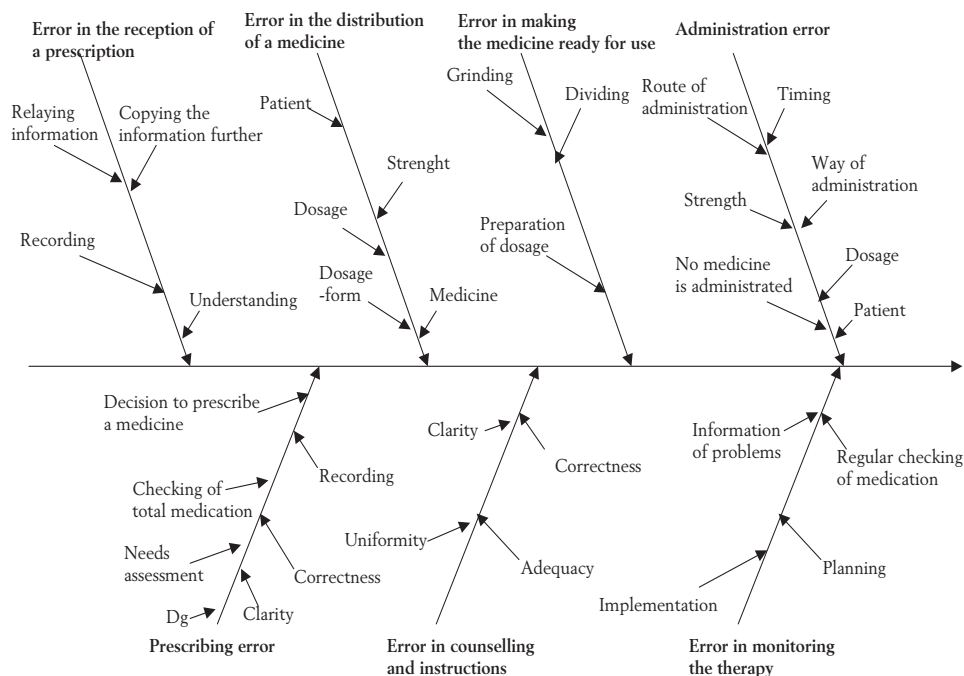 Error in the reception of
a prescription
Error in the distribution
of a medicine
Error in making
the medicine ready for use
Administration error
Relaying
information
Copying the
information further
Recording
Understanding
Patient
Strenght
Dosage
Dosage
-form
Medicine
Grinding
Dividing
Preparation
of dosage
Route of
administration
Timing
Way of
administration
Strength
No medicine
is administrated
Dosage
Patient
Decision to prescribe
a medicine
Recording
Checking of
total medication
Needs
assessment
Correctness
Dg
Clarity
Prescribing error
Clarity
Correctness
Uniformity
Adequacy
Error in counselling
and instructions
Information
of problems
Regular checking
of medication
Planning
Implementation
Error in monitoring
the therapy